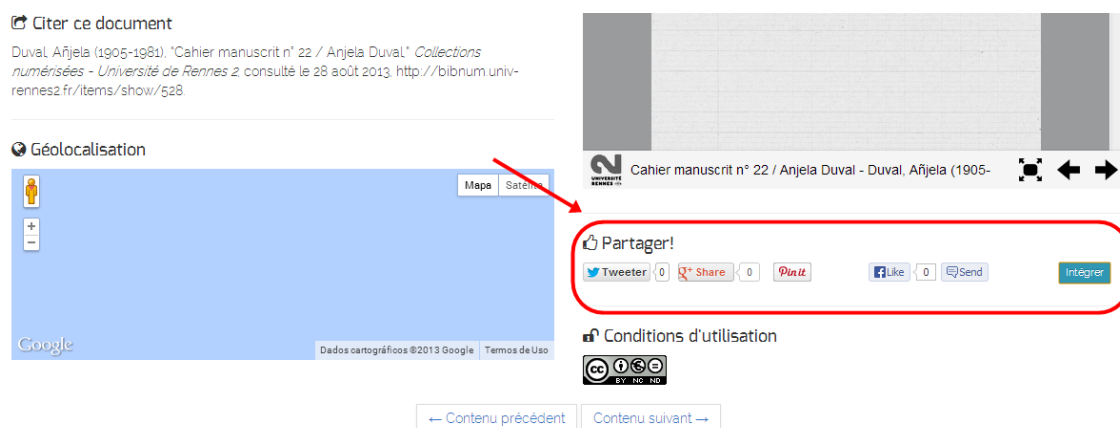 Citer ce document
Duval, Añjela (1905-1981), "Cahier manuscrit n° 22 / Anjela Duval," Collections
numérisées - Université de Rennes 2, consulté le 28 août 2013, http://bibnum.univ-
rennes2.fr/items/show/528.
Géolocalisation
Mapa
Google
Dados cartográficos ©2013 Google Termos de Uso
UNIVERSITÉ
RENNES
Cahier manuscrit n° 22 / Anjela Duval - Duval, Añjela (1905-
Partager!
Tweeter 0 g+ Share 0 Pin it Like 0 Send Intégrer
Conditions d'utilisation
cc
BY NC ND
← Contenu précédent Contenu suivant →